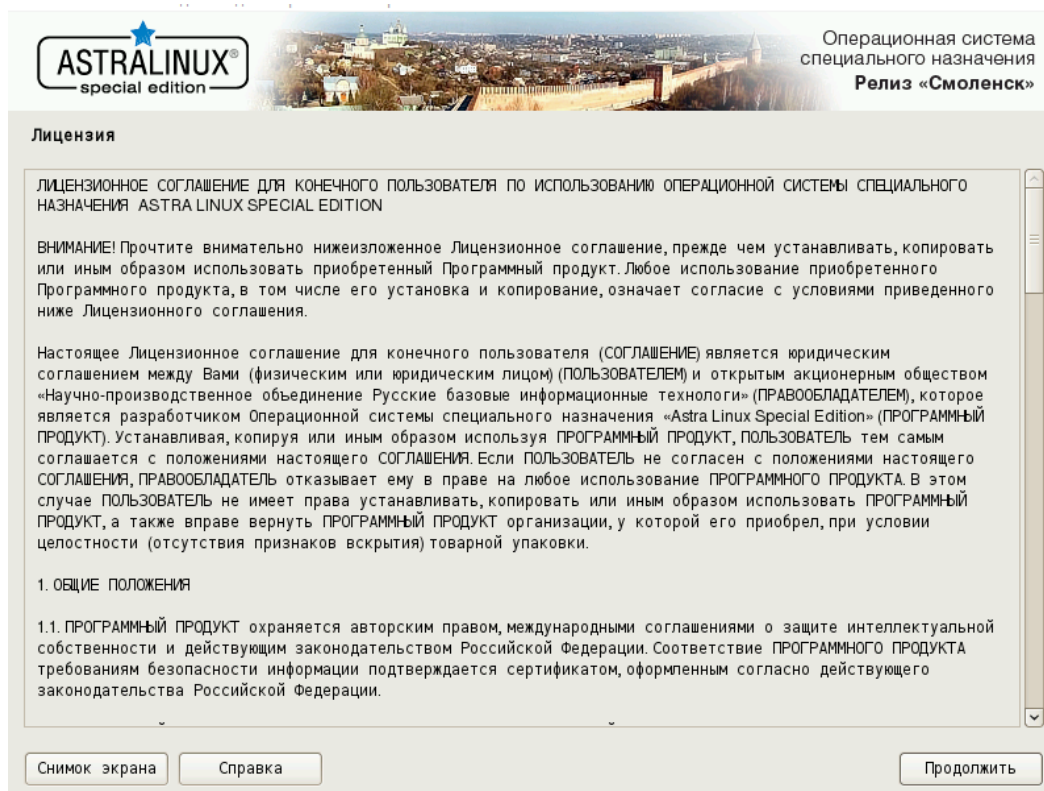 ASTRALINUX®
special edition
Операционная система
специального назначения
Релиз «Смоленск»
Лицензия
ЛИЦЕНЗИОННОЕ СОГЛАШЕНИЕ ДЛЯ КОНЕЧНОГО ПОЛЬЗОВАТЕЛЯ ПО ИСПОЛЬЗОВАНИЮ ОПЕРАЦИОННОЙ СИСТЕМЫ СПЕЦИАЛЬНОГО
НАЗНАЧЕНИЯ ASTRA LINUX SPECIAL EDITION
ВНИМАНИЕ! Прочтите внимательно нижеизложенное Лицензионное соглашение, прежде чем устанавливать, копировать
или иным образом использовать приобретенный Программный продукт. Любое использование приобретенного
Программного продукта, в том числе его установка и копирование, означает согласие с условиями приведенного
ниже Лицензионного соглашения.
Настоящее Лицензионное соглашение для конечного пользователя (СОГЛАШЕНИЕ) является юридическим
соглашением между Вами (физическим или юридическим лицом) (ПОЛЬЗОВАТЕЛЕМ) и открытым акционерным обществом
«Научно-производственное объединение Русские базовые информационные технологи» (ПРАВООБЛАДАТЕЛЕМ), которое
является разработчиком Операционной системы специального назначения «Astra Linux Special Edition» (ПРОГРАММНЫЙ
ПРОДУКТ). Устанавливая, копируя или иным образом используя ПРОГРАММНЫЙ ПРОДУКТ, ПОЛЬЗОВАТЕЛЬ тем самым
соглашается с положениями настоящего СОГЛАШЕНИЯ. Если ПОЛЬЗОВАТЕЛЬ не согласен с положениями настоящего
СОГЛАШЕНИЯ, ПРАВООБЛАДАТЕЛЬ отказывает ему в праве на любое использование ПРОГРАММНОГО ПРОДУКТА. В этом
случае ПОЛЬЗОВАТЕЛЬ не имеет права устанавливать, копировать или иным образом использовать ПРОГРАММНЫЙ
ПРОДУКТ, а также вправе вернуть ПРОГРАММНЫЙ ПРОДУКТ организации, у которой его приобрел, при условии
целостности (отсутствия признаков вскрытия) товарной упаковки.
1. ОБЩИЕ ПОЛОЖЕНИЯ
1.1. ПРОГРАММНЫЙ ПРОДУКТ охраняется авторским правом, международными соглашениями о защите интеллектуальной
собственности и действующим законодательством Российской Федерации. Соответствие ПРОГРАММНОГО ПРОДУКТА
требованиям безопасности информации подтверждается сертификатом, оформленным согласно действующего
законодательства Российской Федерации.
Снимок экрана
Справка
Продолжить